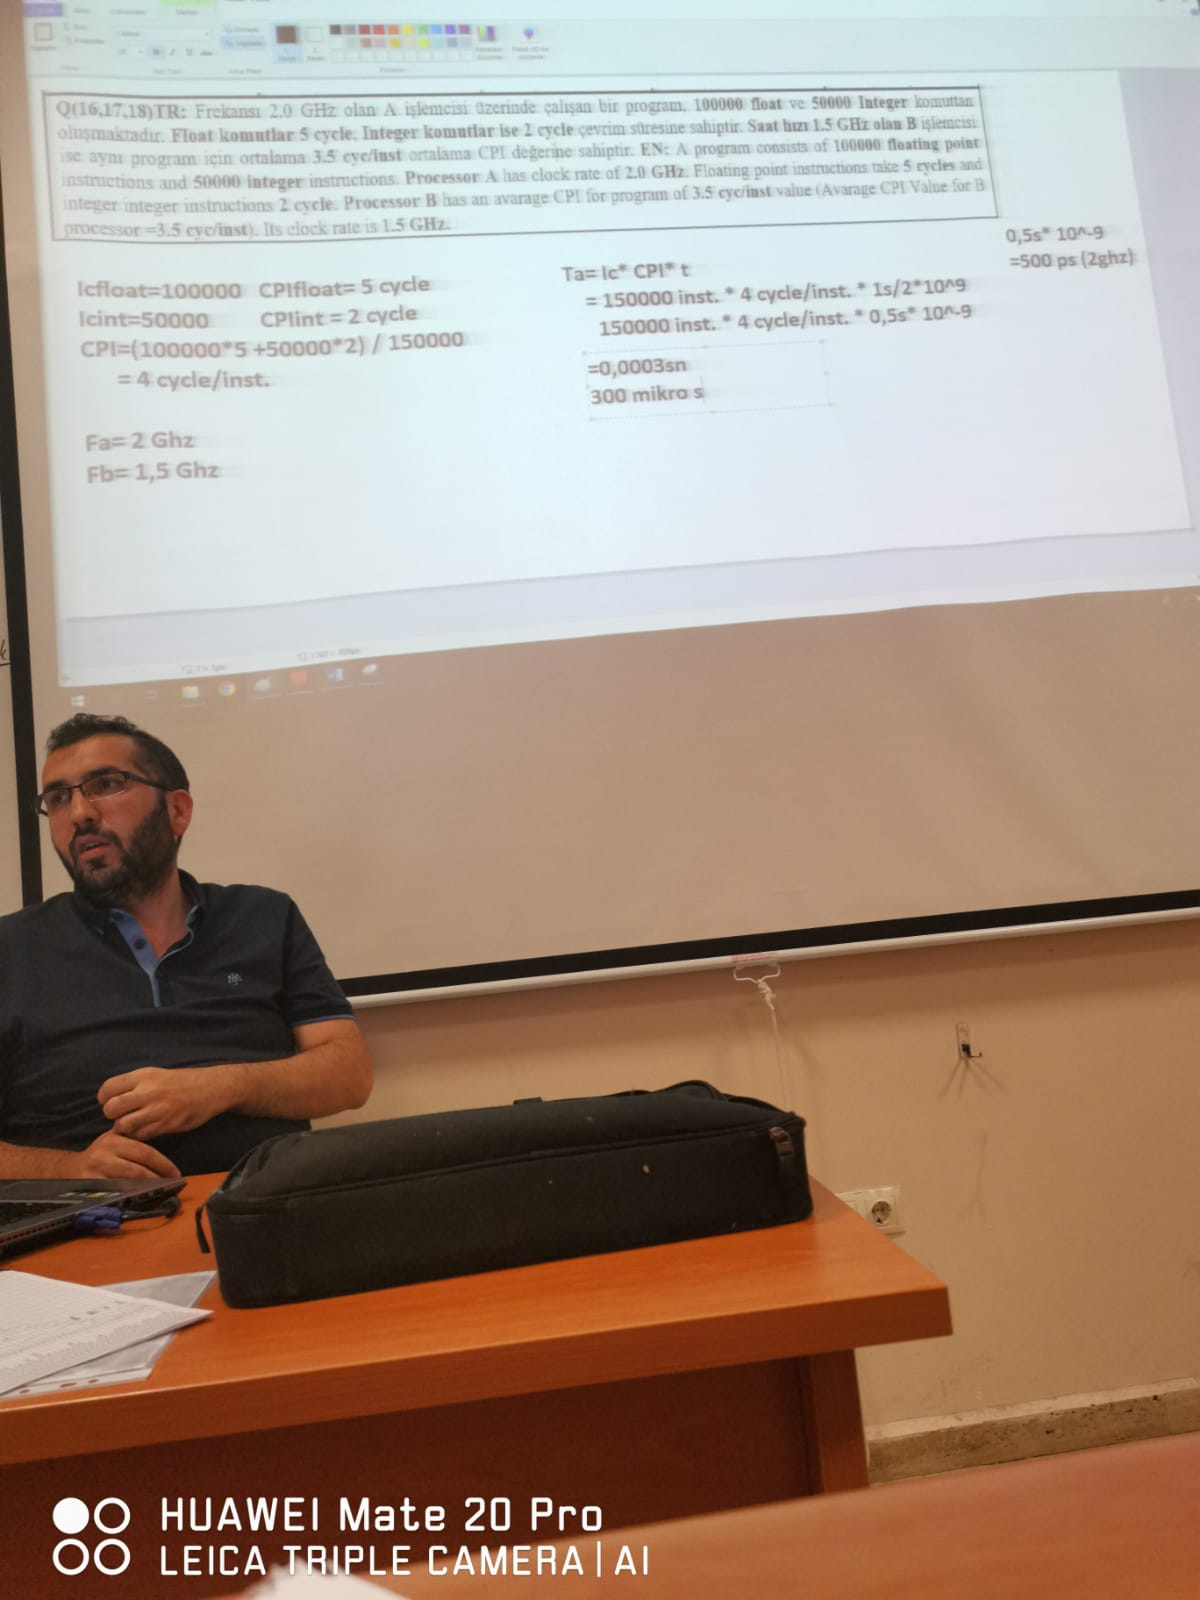 Q(16,17,18)TR: Frekansı 2.0 GHz olan A işlemcisi üzerinde çalışan bir program, 100000 float ve 50000 Integer komuttan
oluşmaktadır. Float komutlar 5 cycle, Integer komutlar ise 2 cycle çevrim süresine sahiptir. Saat hızı 1.5 GHz olan B işlemcisi
ise aynı program için ortalama 3.5 cyc/inst ortalama CPI değerine sahiptir. EN: A program consists of 100000 floating point
instructions and 50000 integer instructions. Processor A has clock rate of 2.0 GHz. Floating point instructions take 5 cycles and
integer integer instructions 2 cycle. Processor B has an avarage CPI for program of 3.5 cyc/inst value (Avarage CPI Value for B
processor =3.5 cyc/inst). Its clock rate is 1.5 GHz.
Icfloat=100000 CPIfloat= 5 cycle
Icint=50000 CPIint = 2 cycle
CPI=(100000*5 +50000*2) / 150000
= 4 cycle/inst.
Fa= 2 Ghz
Fb= 1,5 Ghz
Ta= Ic* CPI* t
= 150000 inst. * 4 cycle/inst. * 1s/2*10^9
150000 inst. * 4 cycle/inst. * 0,5s* 10^-9
=0,0003sn
300 mikro s
0,5s* 10^-9
=500 ps (2ghz)
HUAWEI Mate 20 Pro
LEICA TRIPLE CAMERA | AI